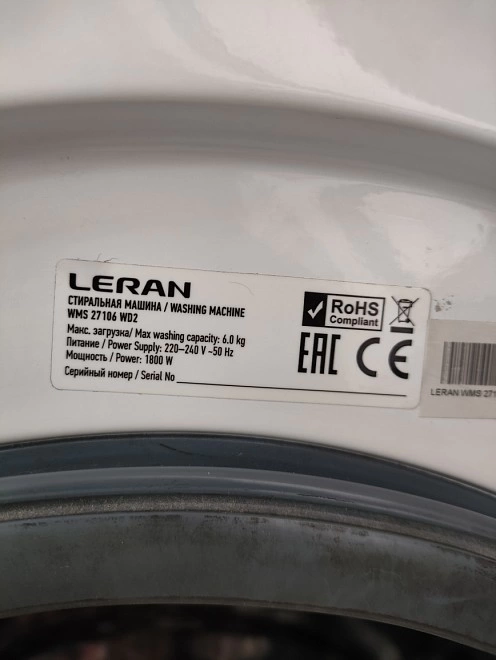 LERAN
СТИРАЛЬНАЯ МАШИНА / WASHING MACHINE
WMS 27106 WD2
Макс. загрузка/ Max washing capacity: 6.0 kg
Питание / Power Supply: 220–240 V ~50 Hz
Мощность / Power: 1800 W
Серийный номер / Serial No
RoHS
Compliant
EAC CE
LERAN WMS 271